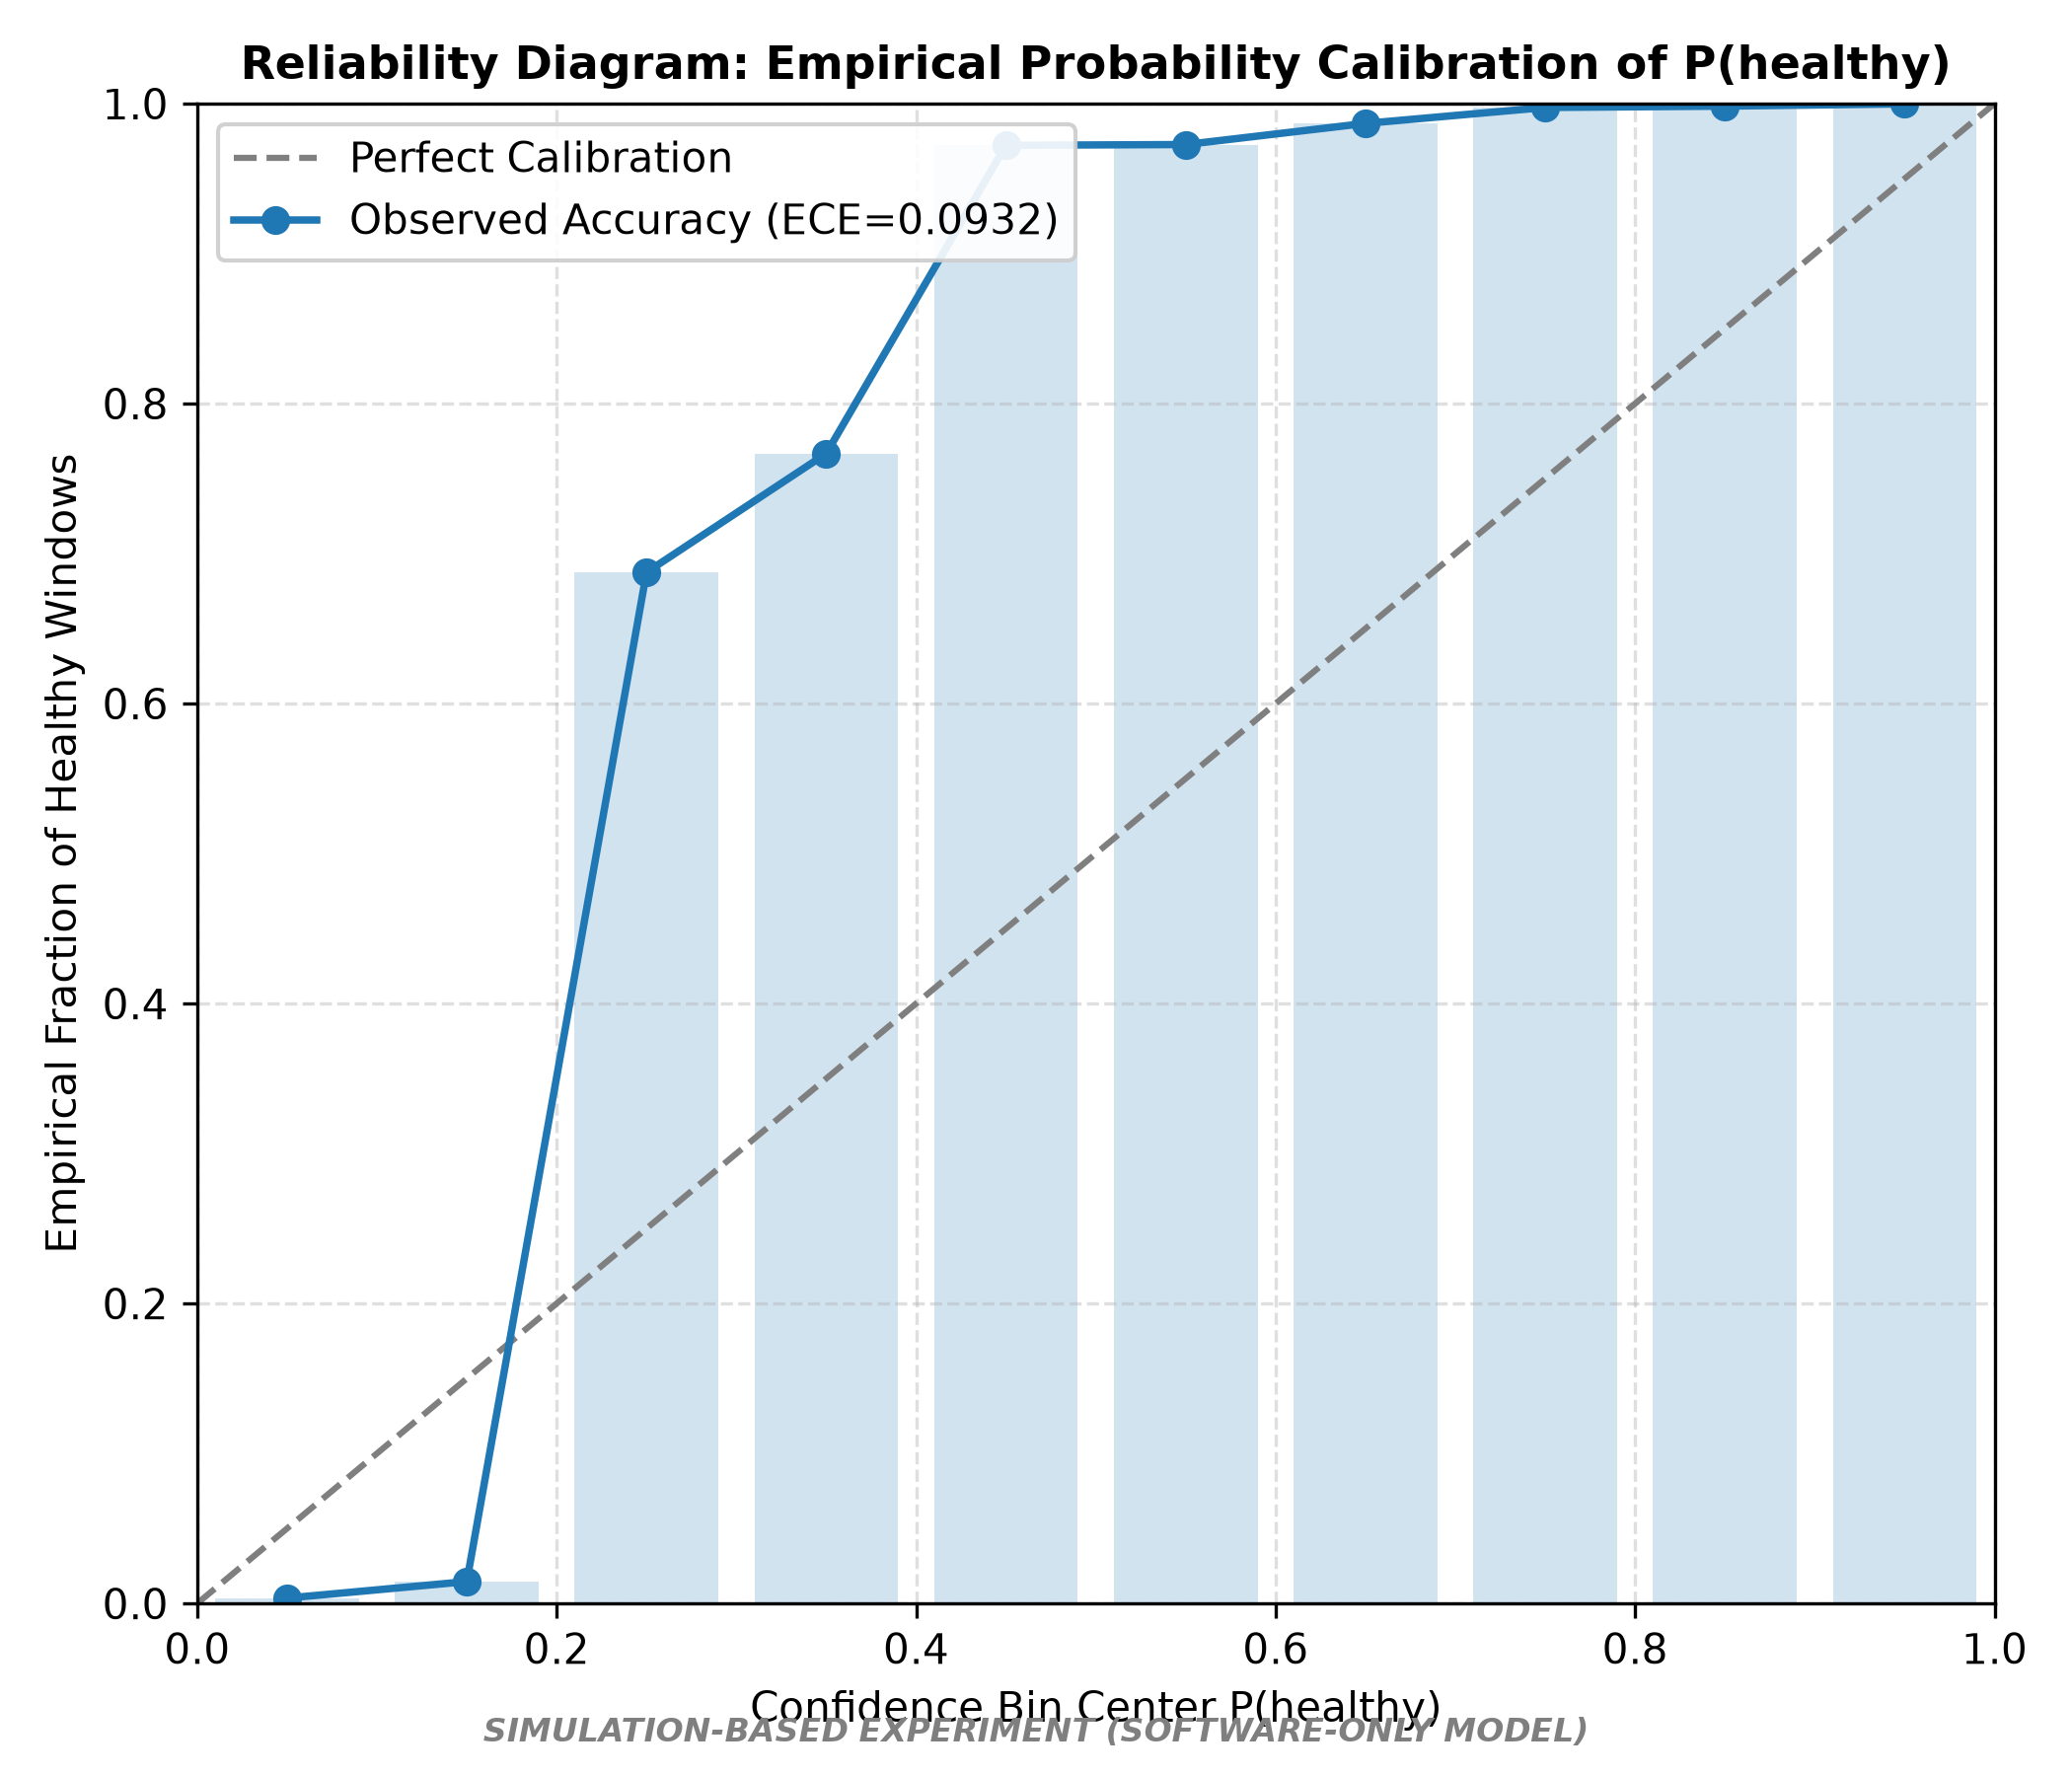 Reliability Diagram: Empirical Probability Calibration of P(healthy)
Perfect Calibration
Observed Accuracy (ECE=0.0932)
Empirical Fraction of Healthy Windows
1.0
0.8
0.6
0.4
0.2
0.0
0.0 0.2 0.4 0.6 0.8 1.0
Confidence Bin Center P(healthy)
SIMULATION-BASED EXPERIMENT (SOFTWARE-ONLY MODEL)